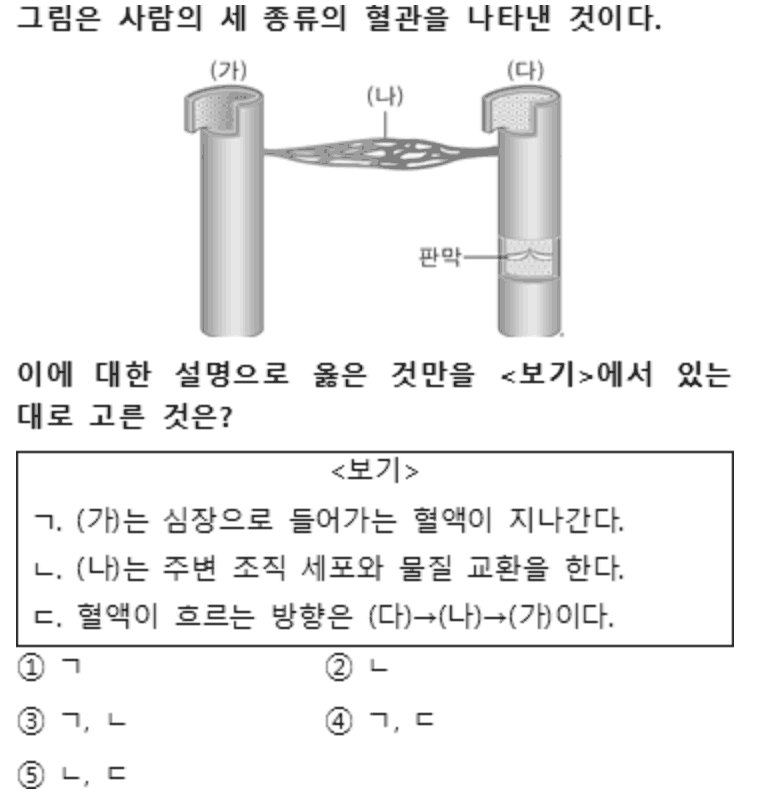 그림은 사람의 세 종류의 혈관을 나타낸 것이다.
(가)
(나)
(다)
판막
이에 대한 설명으로 옳은 것만을 <보기>에서 있는
대로 고른 것은?
<보기>
ㄱ. (가)는 심장으로 들어가는 혈액이 지나간다.
ㄴ. (나)는 주변 조직 세포와 물질 교환을 한다.
ㄷ. 혈액이 흐르는 방향은 (다)→(나)→(가)이다.
① ㄱ ② ㄴ
③ ㄱ, ㄴ ④ ㄱ, ㄷ
⑤ ㄴ, ㄷ